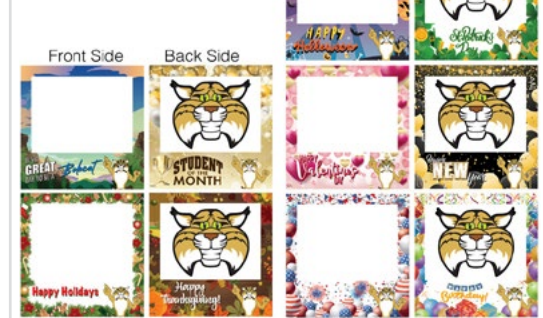 HAPPY
Halloween
St. Patrick's
Day
Front Side
Back Side
GREAT
Bobcat
STUDENT
OF THE
MONTH
Valentine's
NEW
Happy Holidays
Happy
Thanksgiving!
Birthday!